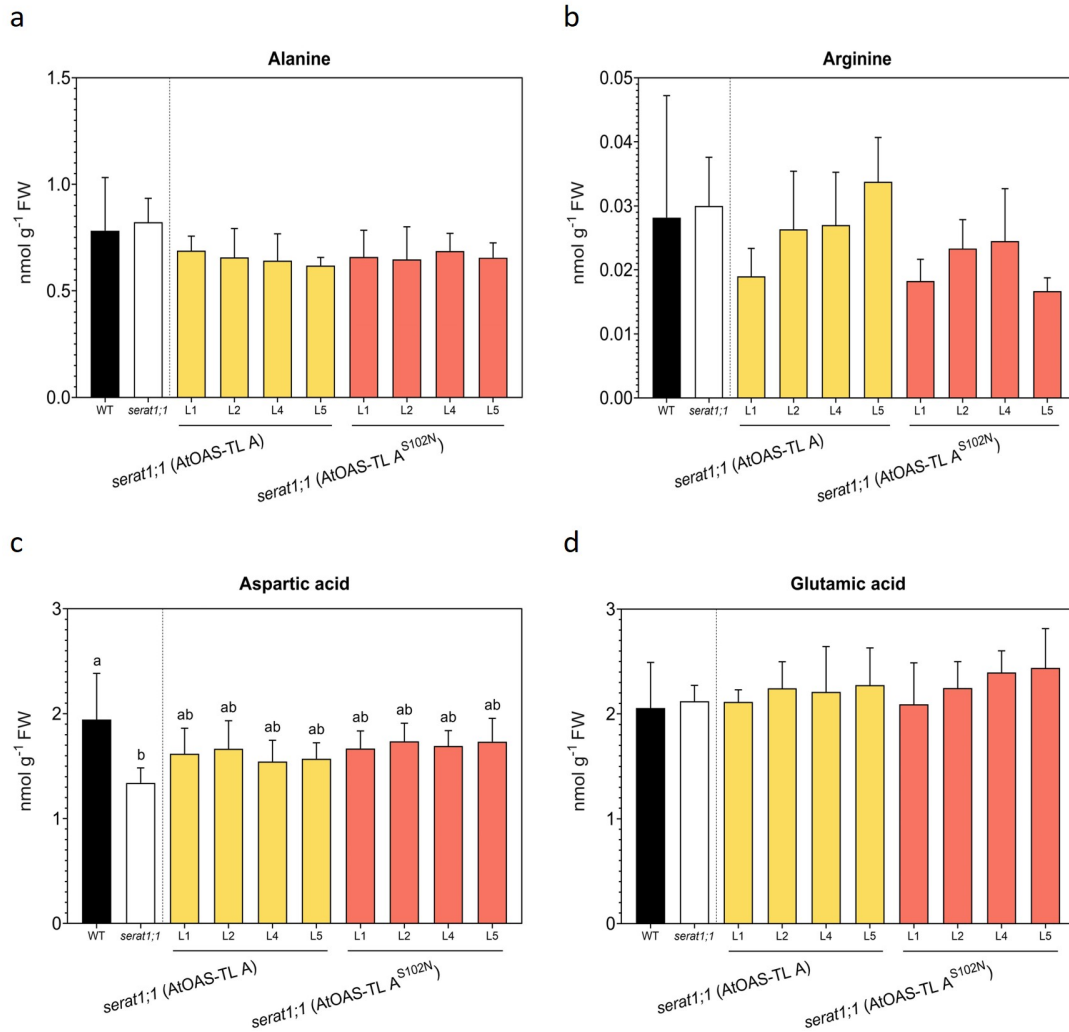 a
Alanine
nmol g⁻¹ FW
1.5
1.0
0.5
0.0
WT serat1;1 L1 L2 L4 L5 L1 L2 L4 L5
serat1;1 (AtOAS-TL A)
serat1;1 (AtOAS-TL A^S102N)
b
Arginine
nmol g⁻¹ FW
0.05
0.04
0.03
0.02
0.01
0.00
WT serat1;1 L1 L2 L4 L5 L1 L2 L4 L5
serat1;1 (AtOAS-TL A)
serat1;1 (AtOAS-TL A^S102N)
c
Aspartic acid
nmol g⁻¹ FW
3
2
1
0
a b ab ab ab ab ab ab ab ab
WT serat1;1 L1 L2 L4 L5 L1 L2 L4 L5
serat1;1 (AtOAS-TL A)
serat1;1 (AtOAS-TL A^S102N)
d
Glutamic acid
nmol g⁻¹ FW
3
2
1
0
WT serat1;1 L1 L2 L4 L5 L1 L2 L4 L5
serat1;1 (AtOAS-TL A)
serat1;1 (AtOAS-TL A^S102N)